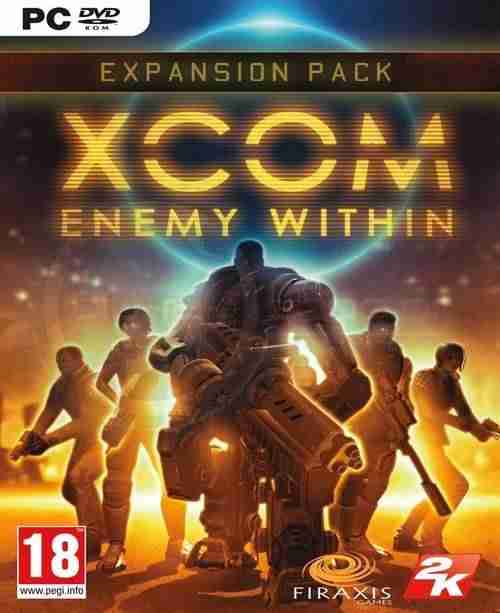 PC DVD
ROM
EXPANSION PACK
XCOM
ENEMY WITHIN
18
www.pegi.info
FIRAXIS
GAMES
2K